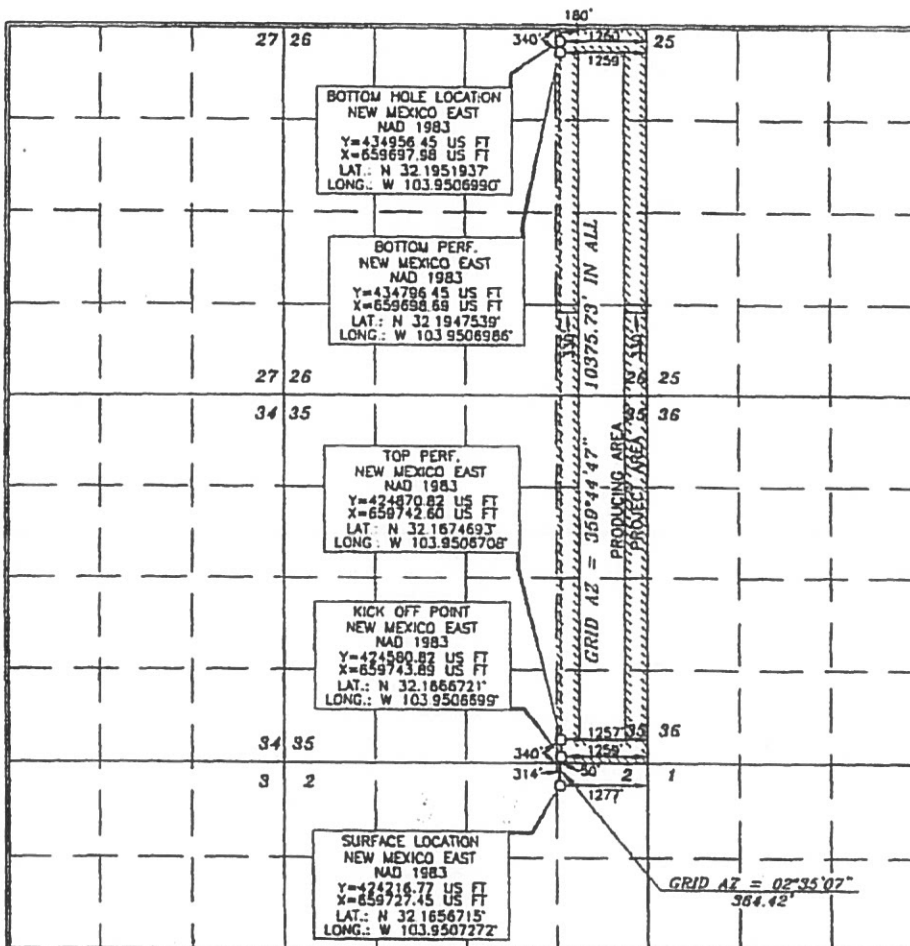 180'
27 26
340'
1260'
25
1259'
BOTTOM HOLE LOCATION
NEW MEXICO EAST
NAD 1983
Y=434956.45 US FT
X=659697.98 US FT
LAT.: N 32.1951937°
LONG.: W 103.9506990°
BOTTOM PERF.
NEW MEXICO EAST
NAD 1983
Y=434796.45 US FT
X=659698.69 US FT
LAT.: N 32.1947539°
LONG.: W 103.9506986°
330'
330'
10375.73' IN ALL
GRID AZ = 359°44'47"
PRODUCING AREA
PROJECT AREA
27 26
26 25
34 35
35 36
TOP PERF.
NEW MEXICO EAST
NAD 1983
Y=424870.82 US FT
X=659742.60 US FT
LAT.: N 32.1674693°
LONG.: W 103.9506708°
KICK OFF POINT
NEW MEXICO EAST
NAD 1983
Y=424580.82 US FT
X=659743.89 US FT
LAT.: N 32.1666721°
LONG.: W 103.9506699°
34 35
1257'
35 36
340'
1258'
3 2
314'
50'
2 1
1277'
SURFACE LOCATION
NEW MEXICO EAST
NAD 1983
Y=424216.77 US FT
X=659727.45 US FT
LAT.: N 32.1656715°
LONG.: W 103.9507272°
GRID AZ = 02°35'07"
364.42'